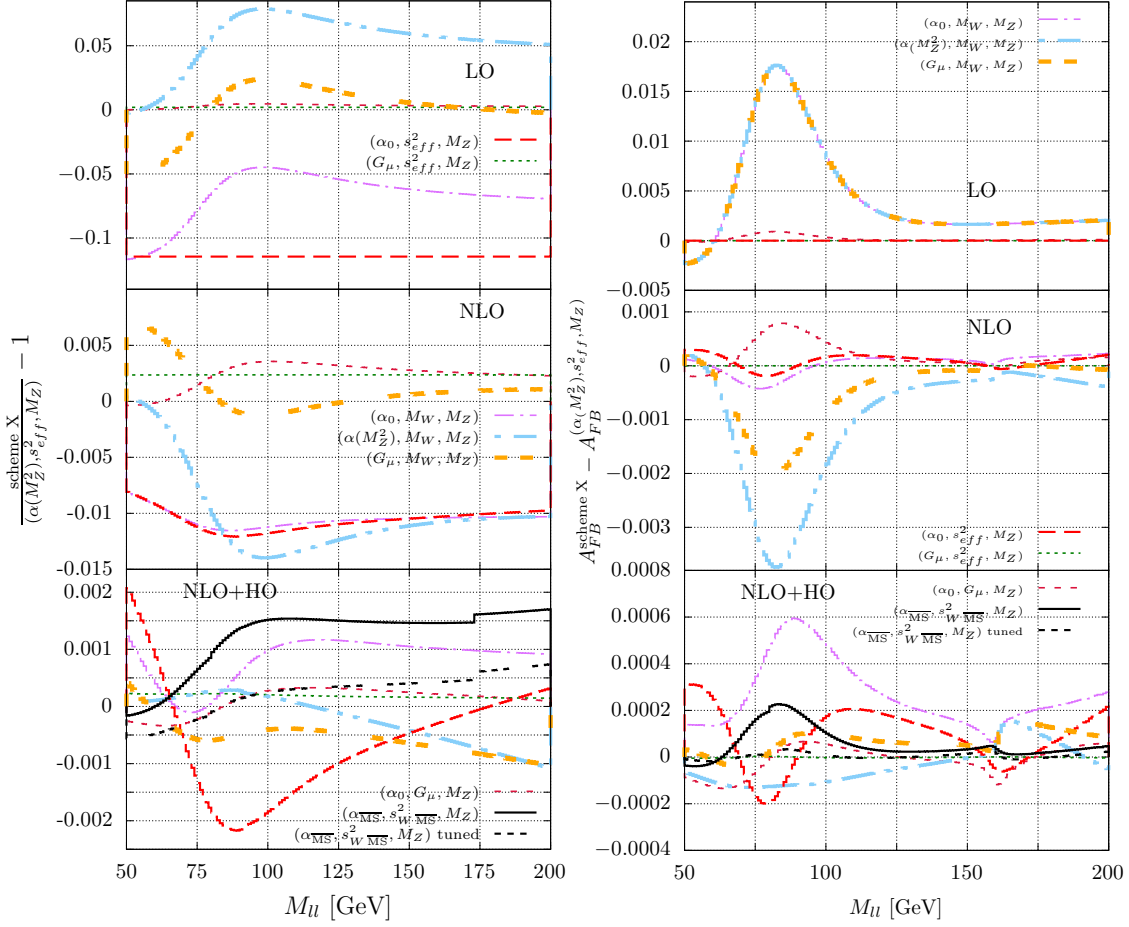 0.05
0
−0.05
−0.1
LO
(α0, s²eff, MZ)
(Gμ, s²eff, MZ)
0.005
0
−0.005
−0.01
−0.015
NLO
(α0, MW, MZ)
(α(M²Z), MW, MZ)
(Gμ, MW, MZ)
0.002
0.001
0
-0.001
-0.002
NLO+HO
(α0, Gμ, MZ)
(αMS, s²W MS, MZ)
(αMS, s²W MS, MZ) tuned
50 75 100 125 150 175 200
Mll [GeV]
scheme X / (α(M²Z), s²eff, MZ) − 1
(α0, MW, MZ)
(α(M²Z), MW, MZ)
(Gμ, MW, MZ)
0.02
0.015
0.01
0.005
0
−0.005
LO
0.001
0
−0.001
−0.002
−0.003
NLO
(α0, s²eff, MZ)
(Gμ, s²eff, MZ)
0.0008
0.0006
0.0004
0.0002
0
−0.0002
−0.0004
NLO+HO
(α0, Gμ, MZ)
(αMS, s²W MS, MZ)
(αMS, s²W MS, MZ) tuned
50 75 100 125 150 175 200
Mll [GeV]
A scheme X FB − A (α(M²Z), s²eff, MZ) FB